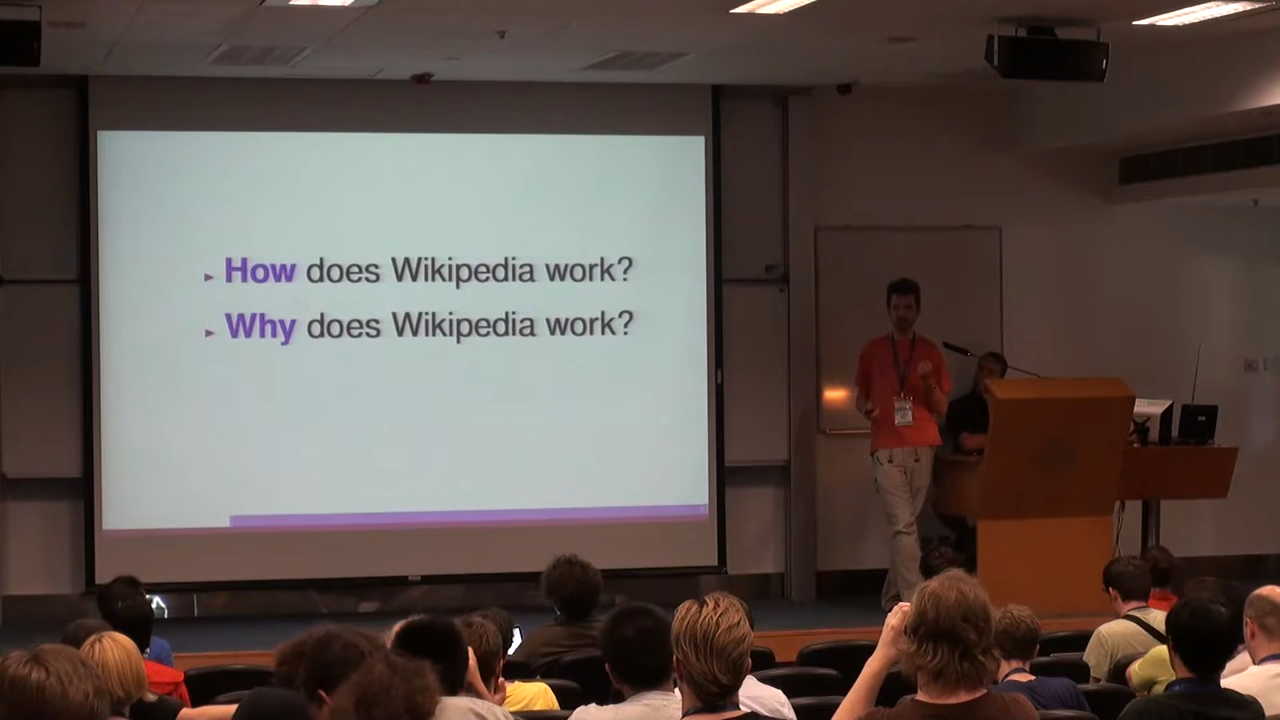 ► How does Wikipedia work?
► Why does Wikipedia work?